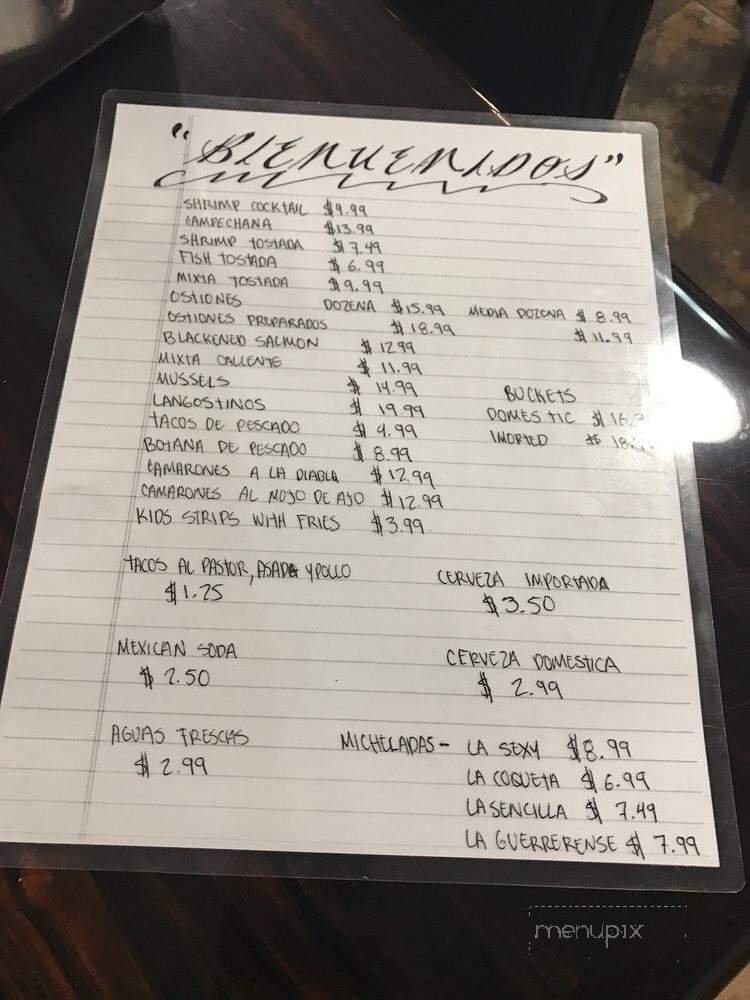 "BIENUENIDOS"
SHRIMP COCKTAIL $9.99
CAMPECHANA $13.99
SHRIMP TOSTADA $7.49
FISH TOSTADA $6.99
MIXTA TOSTADA $9.99
OSTIONES DOZENA $15.99 MEDIA DOZENA $8.99
OSTIONES PREPARADOS $18.99 $11.99
BLACKENED SALMON $12.99
MIXTA CALIENTE $11.99
MUSSELS $14.99
BUCKETS
LANGOSTINOS $19.99
DOMESTIC $16.
TACOS DE PESCADO $4.99
IMORTED $18.
BOTANA DE PESCADO $8.99
CAMARONES A LA DIABLA $12.99
CAMARONES AL MOJO DE AJO $12.99
KIDS STRIPS WITH FRIES $3.99
TACOS AL PASTOR, ASADA Y POLLO
$1.25
CERVEZA IMPORTADA
$3.50
MEXICAN SODA
$2.50
CERVEZA DOMESTICA
$2.99
AGUAS FRESCAS
$2.99
MICHELADAS - LA SEXY $8.99
LA COQUETA $6.99
LA SENCILLA $7.49
LA GUERRERENSE $7.99
menupix